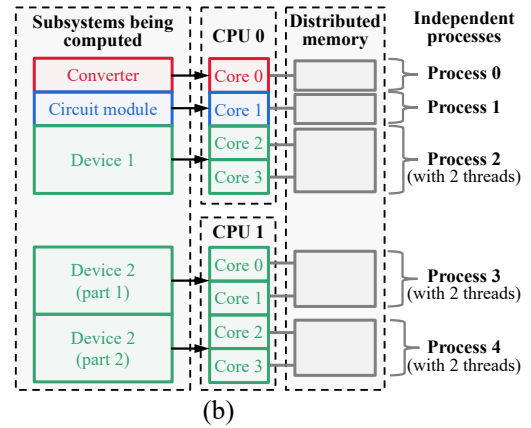 Subsystems being
computed
CPU 0
Distributed
memory
Independent
processes
Converter
Core 0
Process 0
Circuit module
Core 1
Process 1
Device 1
Core 2
Core 3
Process 2
(with 2 threads)
CPU 1
Device 2
(part 1)
Core 0
Core 1
Process 3
(with 2 threads)
Device 2
(part 2)
Core 2
Core 3
Process 4
(with 2 threads)
(b)